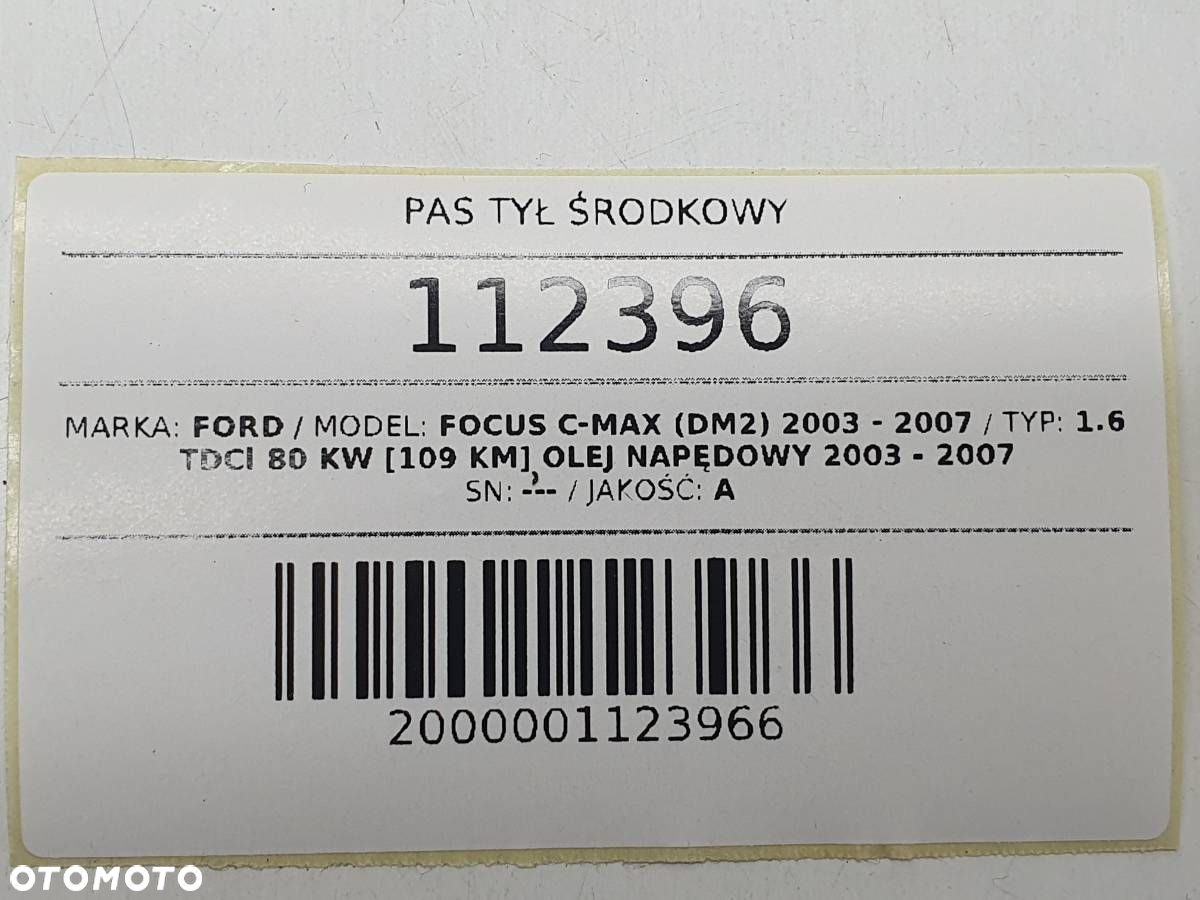 PAS TYŁ ŚRODKOWY
112396
MARKA: FORD / MODEL: FOCUS C-MAX (DM2) 2003 - 2007 / TYP: 1.6
TDCI 80 KW [109 KM], OLEJ NAPĘDOWY 2003 - 2007
SN: --- / JAKOŚĆ: A
2000001123966
OTOMOTO